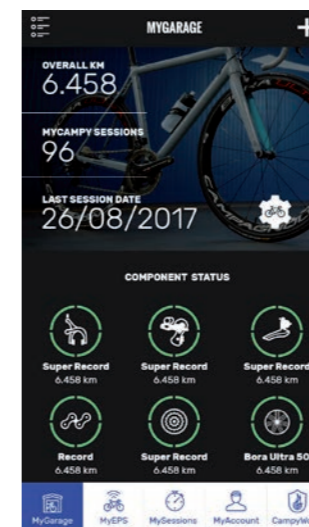 MYGARAGE
OVERALL KM
6.458
MYCAMPY SESSIONS
96
LAST SESSION DATE
26/08/2017
CAMPAGNOLO
COMPONENT STATUS
Super Record
6.458 km
Super Record
6.458 km
Super Record
6.458 km
Record
6.458 km
Super Record
6.458 km
Bora Ultra 50
6.458 km
MyGarage
MyEPS
MySessions
MyAccount